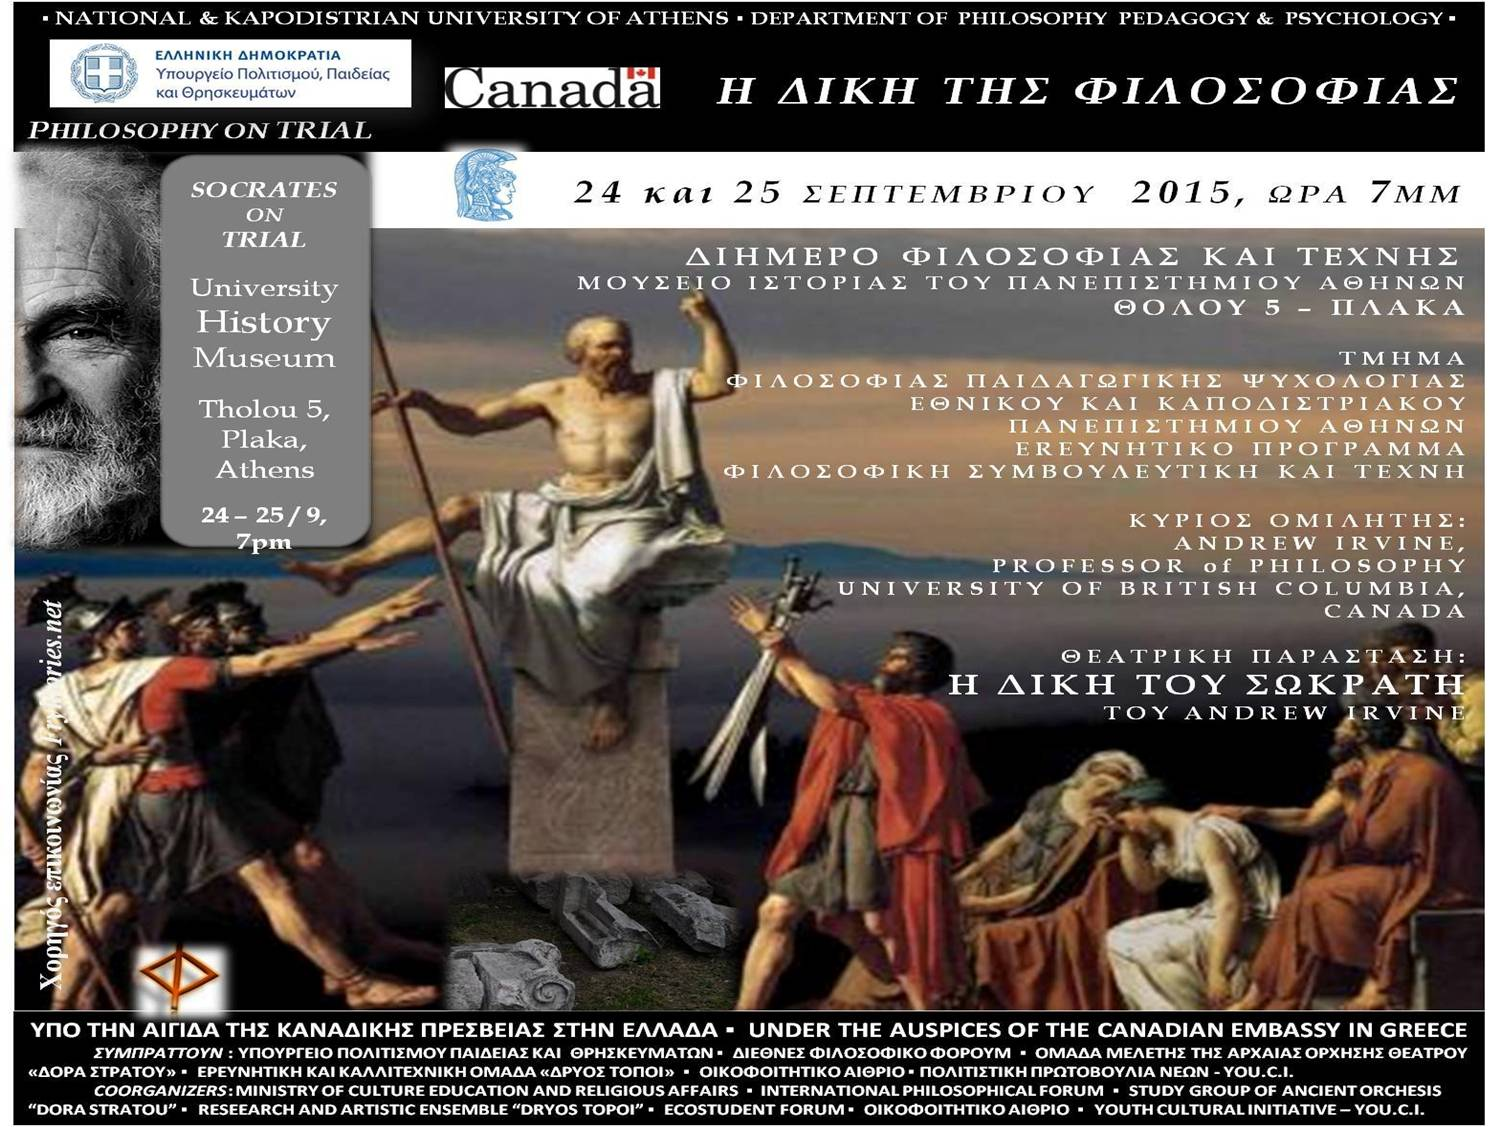 ▪ NATIONAL & KAPODISTRIAN UNIVERSITY OF ATHENS ▪ DEPARTMENT OF PHILOSOPHY PEDAGOGY & PSYCHOLOGY ▪
ΕΛΛΗΝΙΚΗ ΔΗΜΟΚΡΑΤΙΑ
Υπουργείο Πολιτισμού, Παιδείας
και Θρησκευμάτων
Canada
Η ΔΙΚΗ ΤΗΣ ΦΙΛΟΣΟΦΙΑΣ
PHILOSOPHY ON TRIAL
SOCRATES
ON
TRIAL
University
History
Museum
Tholou 5,
Plaka,
Athens
24 – 25 / 9,
7pm
24 και 25 ΣΕΠΤΕΜΒΡΙΟΥ 2015, ΩΡΑ 7ΜΜ
ΔΙΗΜΕΡΟ ΦΙΛΟΣΟΦΙΑΣ ΚΑΙ ΤΕΧΝΗΣ
ΜΟΥΣΕΙΟ ΙΣΤΟΡΙΑΣ ΤΟΥ ΠΑΝΕΠΙΣΤΗΜΙΟΥ ΑΘΗΝΩΝ
ΘΟΛΟΥ 5 – ΠΛΑΚΑ
ΤΜΗΜΑ
ΦΙΛΟΣΟΦΙΑΣ ΠΑΙΔΑΓΩΓΙΚΗΣ ΨΥΧΟΛΟΓΙΑΣ
ΕΘΝΙΚΟΥ ΚΑΙ ΚΑΠΟΔΙΣΤΡΙΑΚΟΥ
ΠΑΝΕΠΙΣΤΗΜΙΟΥ ΑΘΗΝΩΝ
ΕRΕΥΝΗΤΙΚΟ ΠΡΟΓΡΑΜΜΑ
ΦΙΛΟΣΟΦΙΚΗ ΣΥΜΒΟΥΛΕΥΤΙΚΗ ΚΑΙ ΤΕΧΝΗ
ΚΥΡΙΟΣ ΟΜΙΛΗΤΗΣ:
ANDREW IRVINE,
PROFESSOR of PHILOSOPHY
UNIVERSITY OF BRITISH COLUMBIA,
CANADA
ΘΕΑΤΡΙΚΗ ΠΑΡΑΣΤΑΣΗ:
Η ΔΙΚΗ ΤΟΥ ΣΩΚΡΑΤΗ
ΤΟΥ ANDREW IRVINE
Χορηγός επικοινωνίας
ΥΠΟ ΤΗΝ ΑΙΓΙΔΑ ΤΗΣ ΚΑΝΑΔΙΚΗΣ ΠΡΕΣΒΕΙΑΣ ΣΤΗΝ ΕΛΛΑΔΑ ▪ UNDER THE AUSPICES OF THE CANADIAN EMBASSY IN GREECE
ΣΥΜΠΡΑΤΤΟΥΝ : ΥΠΟΥΡΓΕΙΟ ΠΟΛΙΤΙΣΜΟΥ ΠΑΙΔΕΙΑΣ ΚΑΙ ΘΡΗΣΚΕΥΜΑΤΩΝ ▪ ΔΙΕΘΝΕΣ ΦΙΛΟΣΟΦΙΚΟ ΦΟΡΟΥΜ ▪ ΟΜΑΔΑ ΜΕΛΕΤΗΣ ΤΗΣ ΑΡΧΑΙΑΣ ΟΡΧΗΣΗΣ ΘΕΑΤΡΟΥ
«ΔΟΡΑ ΣΤΡΑΤΟΥ» ▪ ΕΡΕΥΝΗΤΙΚΗ ΚΑΙ ΚΑΛΛΙΤΕΧΝΙΚΗ ΟΜΑΔΑ «ΔΡΥΟΣ ΤΟΠΟΙ» ▪ ΟΙΚΟΦΟΙΤΗΤΙΚΟ ΑΙΘΡΙΟ ▪ ΠΟΛΙΤΙΣΤΙΚΗ ΠΡΩΤΟΒΟΥΛΙΑ ΝΕΩΝ - YOU.C.I.
COORGANIZERS : MINISTRY OF CULTURE EDUCATION AND RELIGIOUS AFFAIRS ▪ INTERNATIONAL PHILOSOPHICAL FORUM ▪ STUDY GROUP OF ANCIENT ORCHESIS
“DORA STRATOU” ▪ RESEEARCH AND ARTISTIC ENSEMBLE “DRYOS TOPOI” ▪ ECOSTUDENT FORUM ▪ ΟΙΚΟΦΟΙΤΗΤΙΚΟ ΑΙΘΡΙΟ ▪ YOUTH CULTURAL INITIATIVE – YOU.C.I.